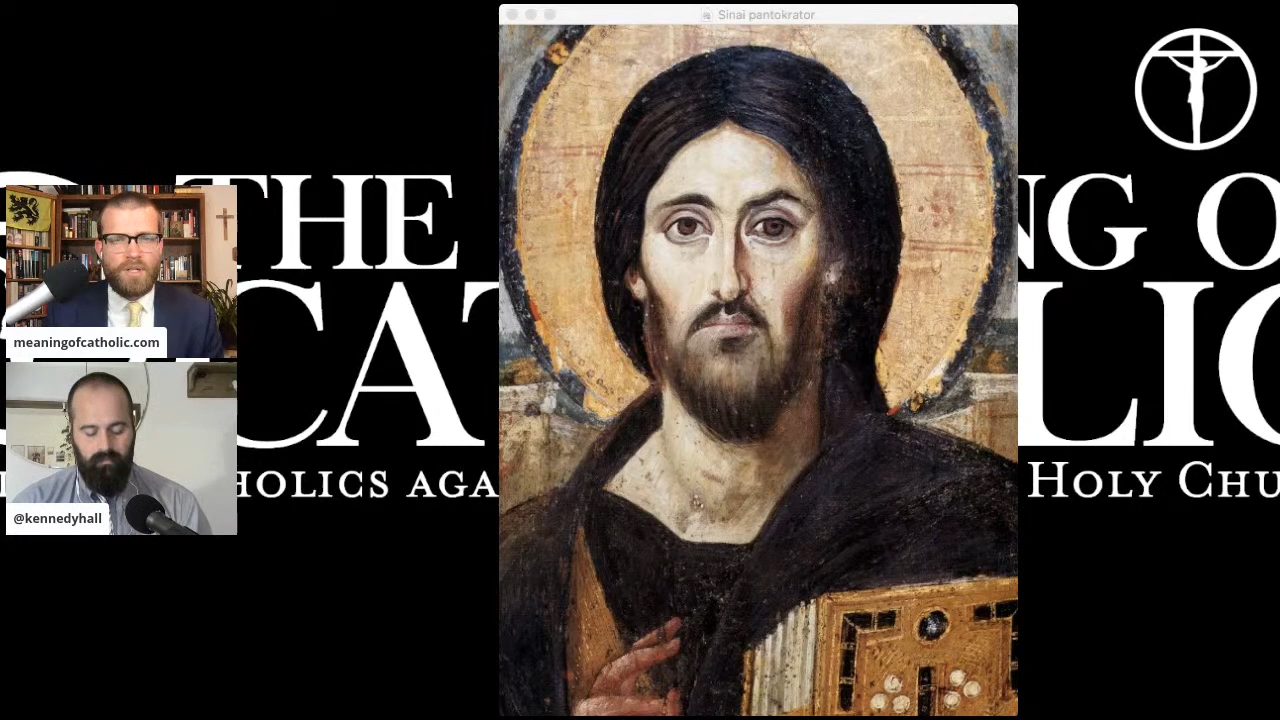 Sinai pantokrator
THE
NG O
CAT
LIC
HOLICS AGA
HOLY CHU
meaningofcatholic.com
@kennedyhall